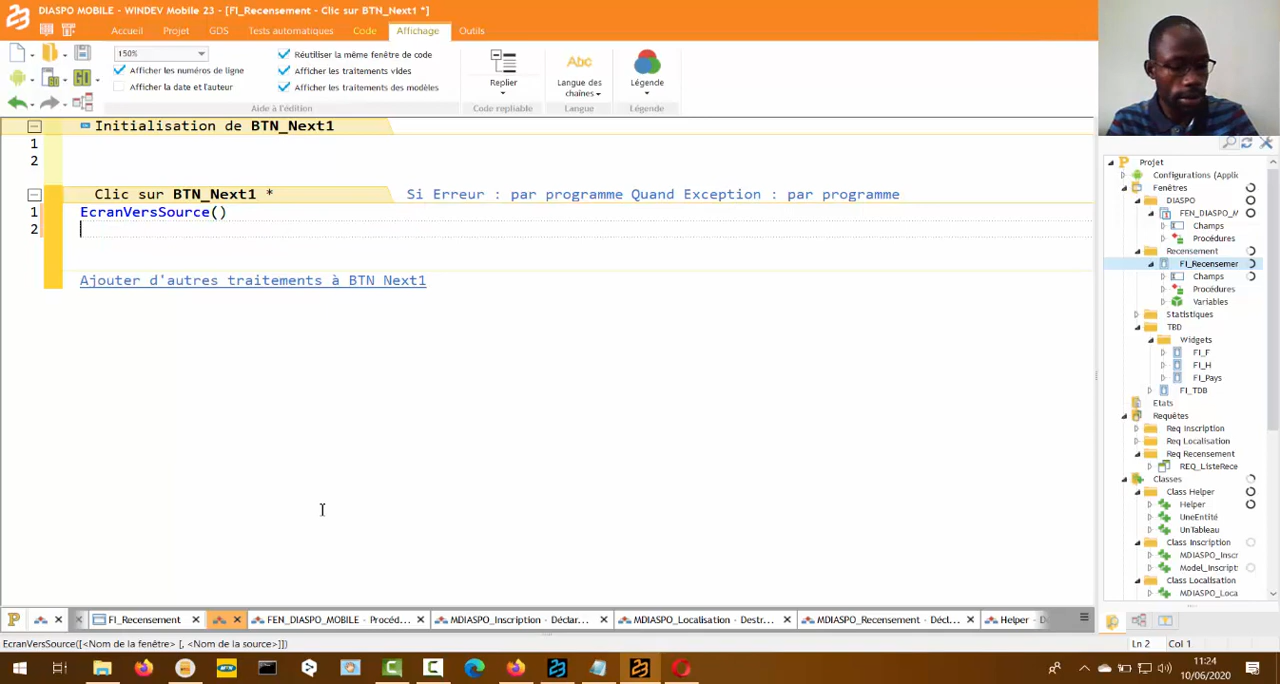 DIASPO MOBILE - WINDEV Mobile 23 - [FI_Recensement - Clic sur BTN_Next1 *]
Accueil Projet GDS Tests automatiques Code Affichage Outils
150%
Afficher les numéros de ligne
Afficher la date et l'auteur
Réutiliser la même fenêtre de code
Afficher les traitements vides
Afficher les traitements des modèles
Aide à l'édition
Replier
Code repliable
Abc
Langue des
chaînes
Langue
Légende
Légende
Initialisation de BTN_Next1
1
2
Clic sur BTN_Next1 * Si Erreur : par programme Quand Exception : par programme
1 EcranVersSource()
2
Ajouter d'autres traitements à BTN_Next1
Projet
Configurations (Applic
Fenêtres
DIASPO
FEN_DIASPO_M
Champs
Procédures
Recensement
FI_Recensemer
Champs
Procédures
Variables
Statistiques
TBD
Widgets
FI_F
FI_H
FI_Pays
FI_TDB
Etats
Requêtes
Req Inscription
Req Localisation
Req Recensement
REQ_ListeRece
Classes
Class Helper
Helper
UneEntité
UnTableau
Class Inscription
MDIASPO_Inscr
Model_Inscript
Class Localisation
MDIASPO_Loca
FI_Recensement FEN_DIASPO_MOBILE - Procéd... MDIASPO_Inscription - Déclar... MDIASPO_Localisation - Destr... MDIASPO_Recensement - Décl... Helper - D
EcranVersSource([<Nom de la fenêtre>] [, <Nom de la source>]])
Ln 2 Col 1
11:24
10/06/2020